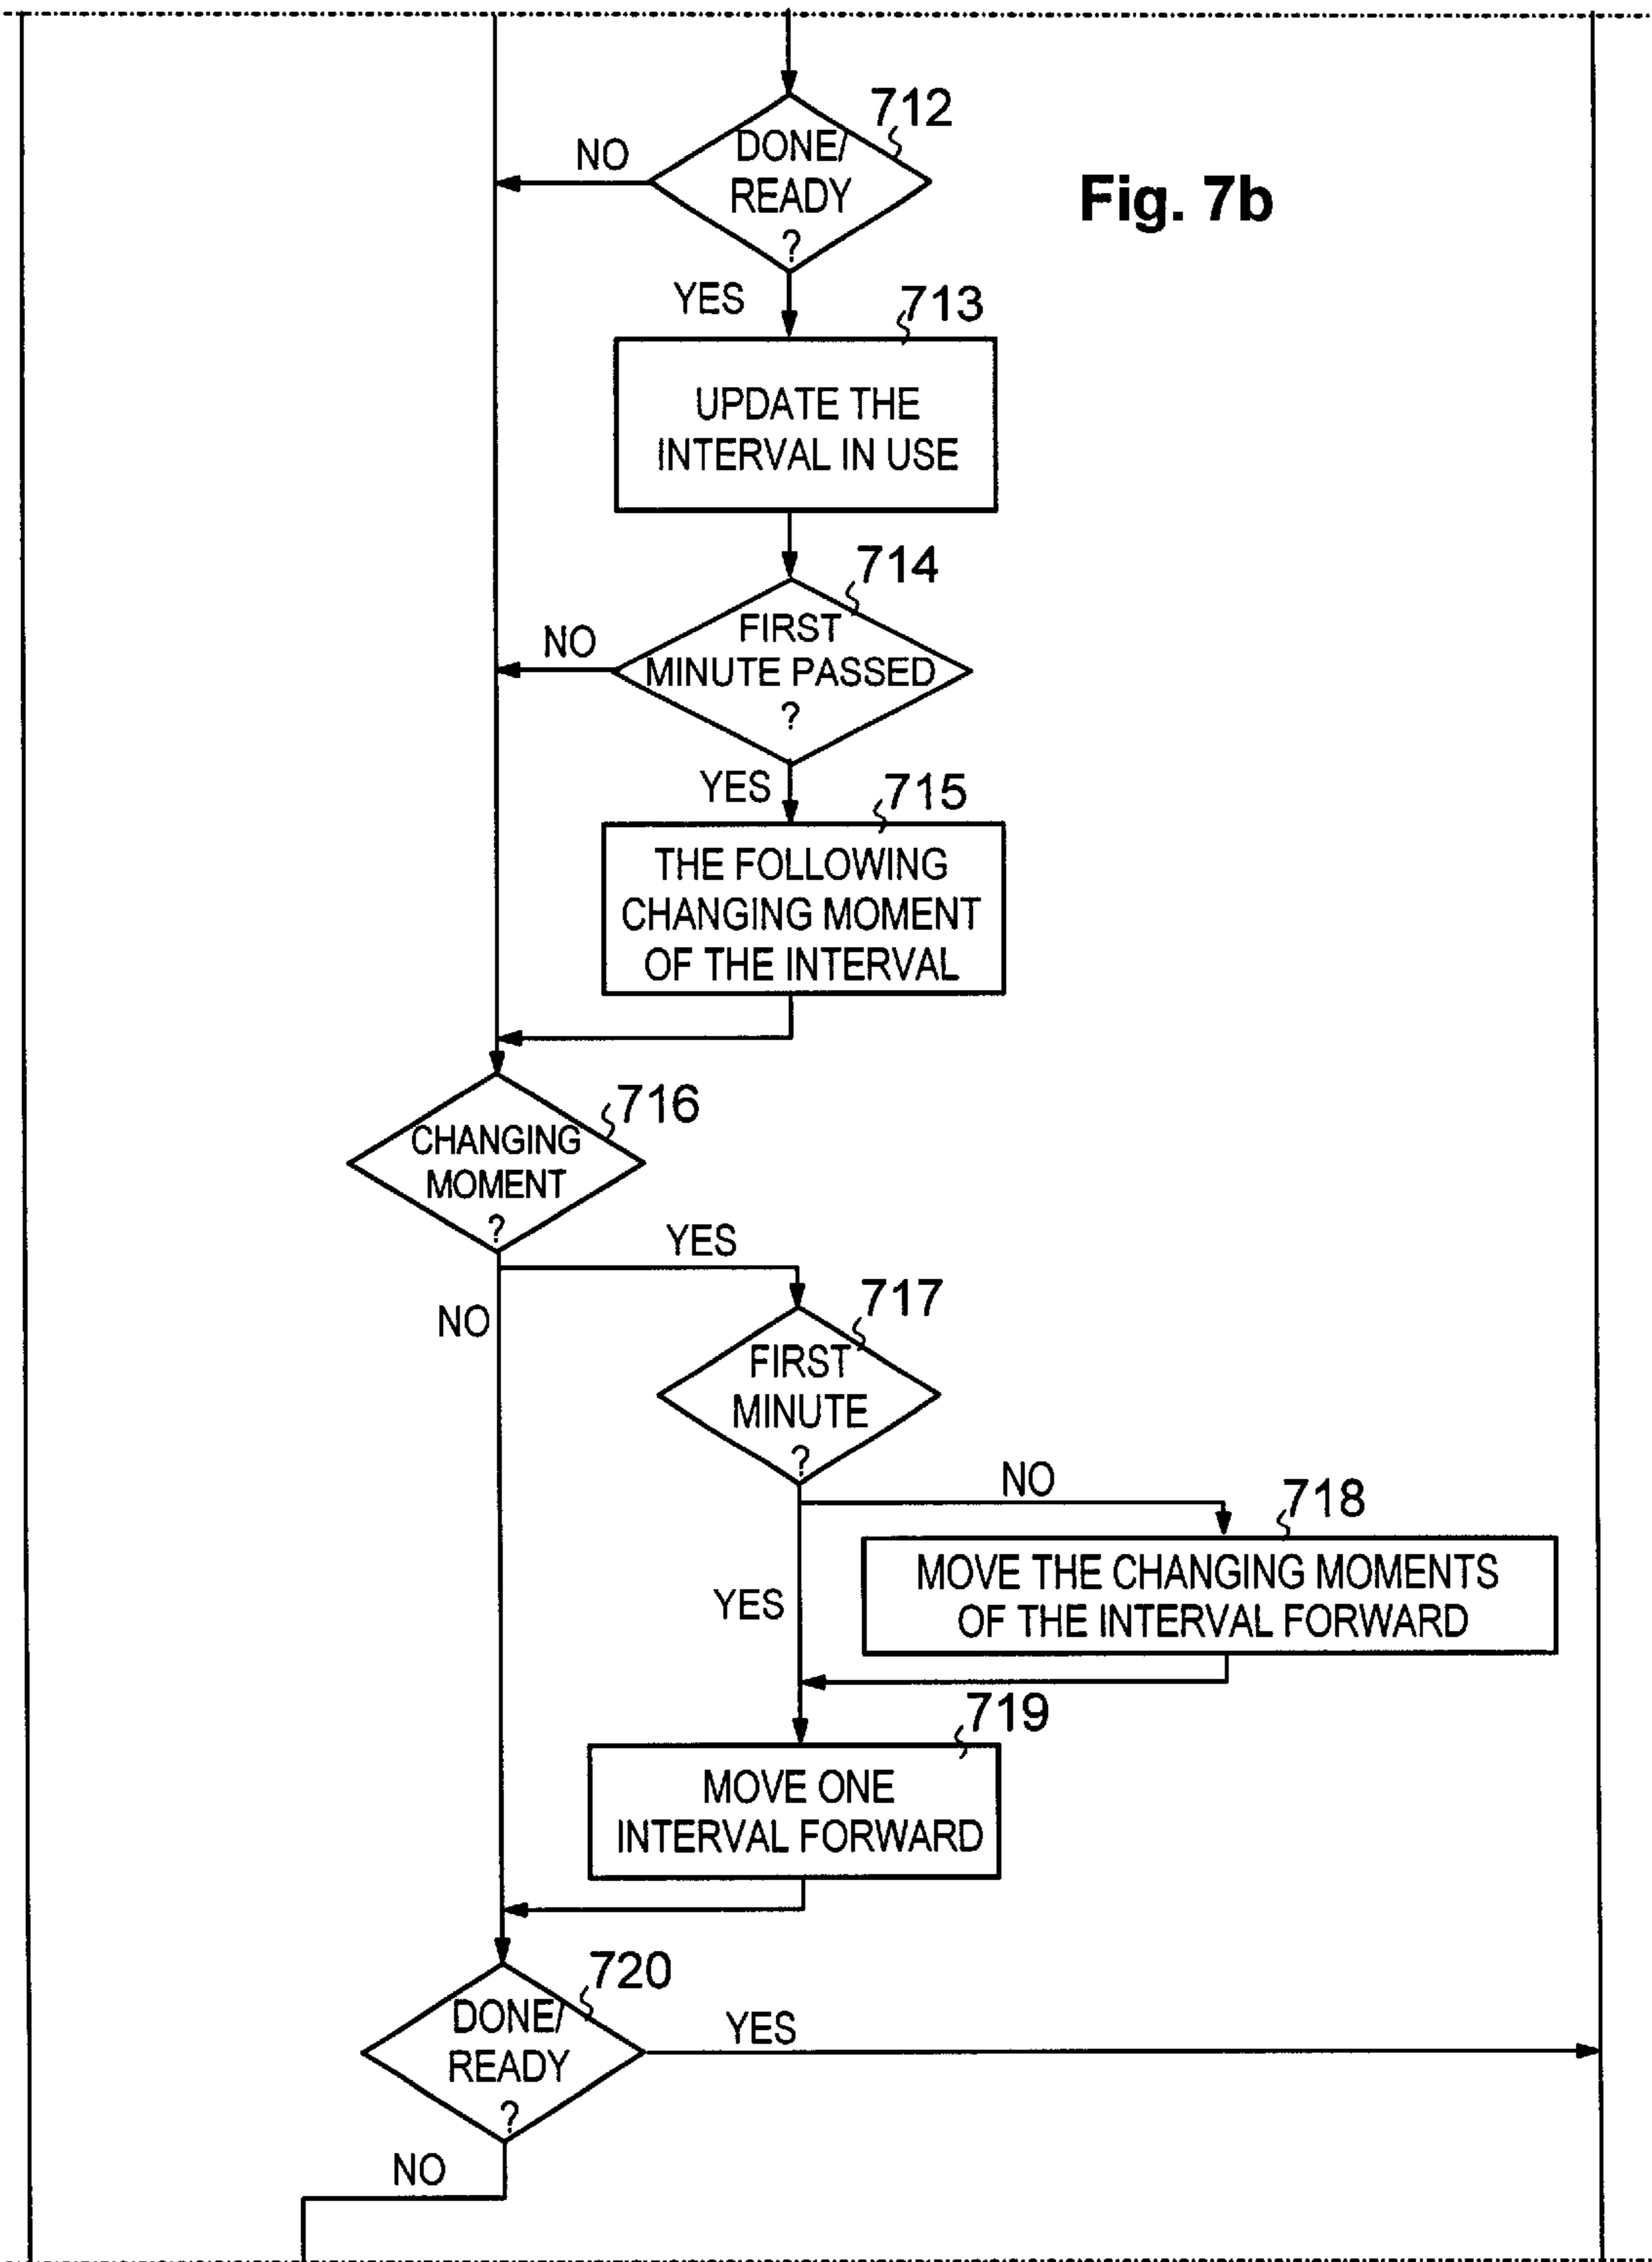 712
NO
DONE/
READY
?
Fig. 7b
YES
713
UPDATE THE
INTERVAL IN USE
714
NO
FIRST
MINUTE PASSED
?
YES
715
THE FOLLOWING
CHANGING MOMENT
OF THE INTERVAL
716
CHANGING
MOMENT
?
YES
NO
717
FIRST
MINUTE
?
NO
718
YES
MOVE THE CHANGING MOMENTS
OF THE INTERVAL FORWARD
719
MOVE ONE
INTERVAL FORWARD
720
DONE/
READY
?
YES
NO